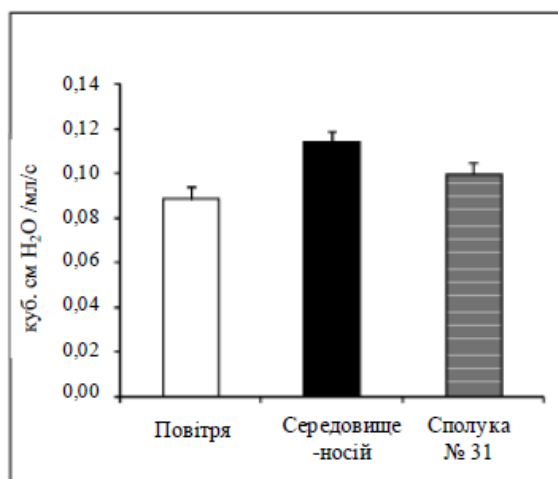 куб. см H₂O /мл/с
0,14
0,12
0,10
0,08
0,06
0,04
0,02
0,00
Повітря
Середовище
-носій
Сполука
№ 31